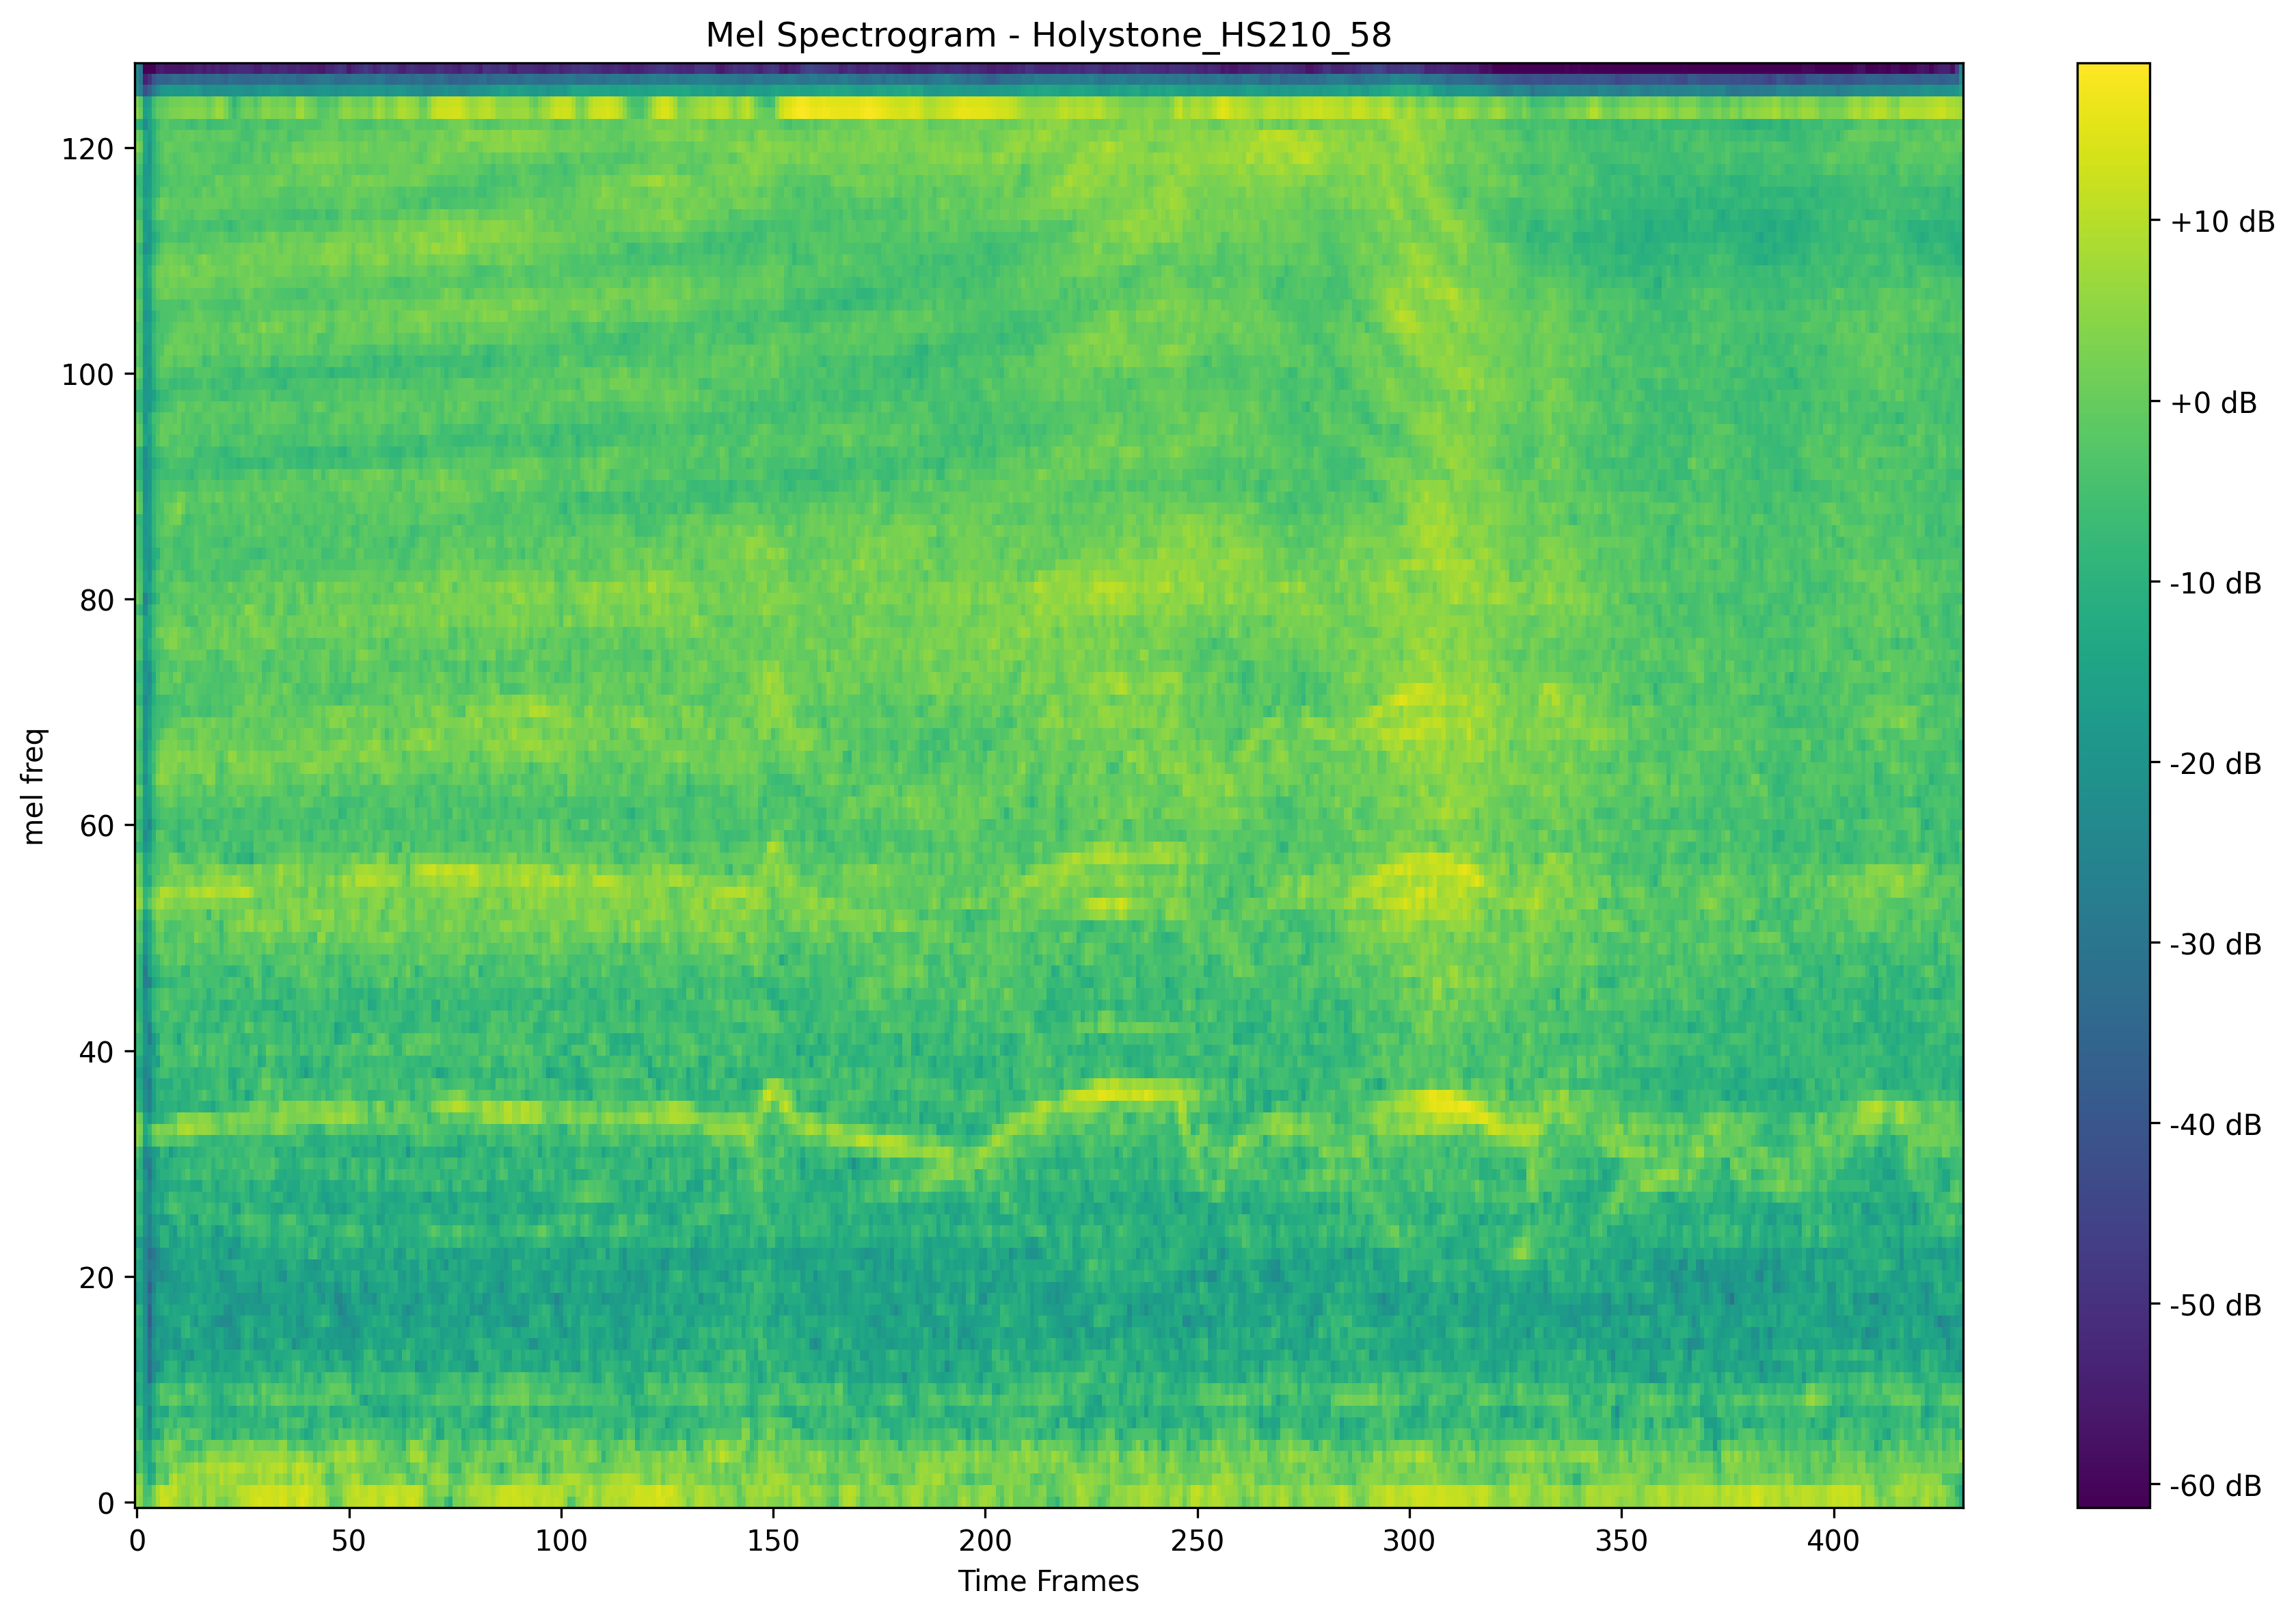 Mel Spectrogram - Holystone_HS210_58
mel freq
120
100
80
60
40
20
0
0 50 100 150 200 250 300 350 400
Time Frames
+10 dB
+0 dB
-10 dB
-20 dB
-30 dB
-40 dB
-50 dB
-60 dB